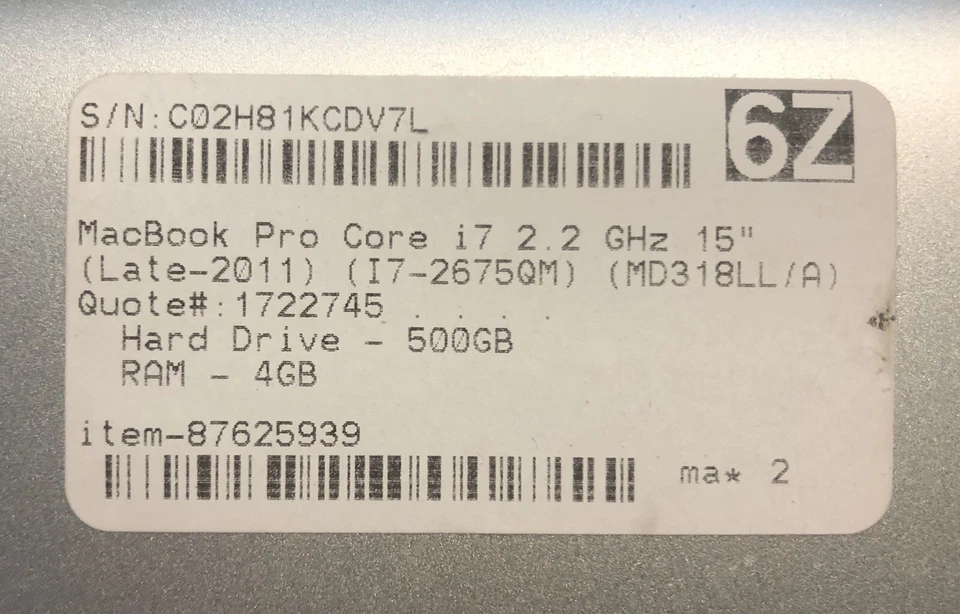 S/N:C02H81KCDV7L
6Z
MacBook Pro Core i7 2.2 GHz 15"
(Late-2011) (I7-2675QM) (MD318LL/A)
Quote#:1722745 . . . .
Hard Drive - 500GB
RAM - 4GB
item-87625939
ma* 2